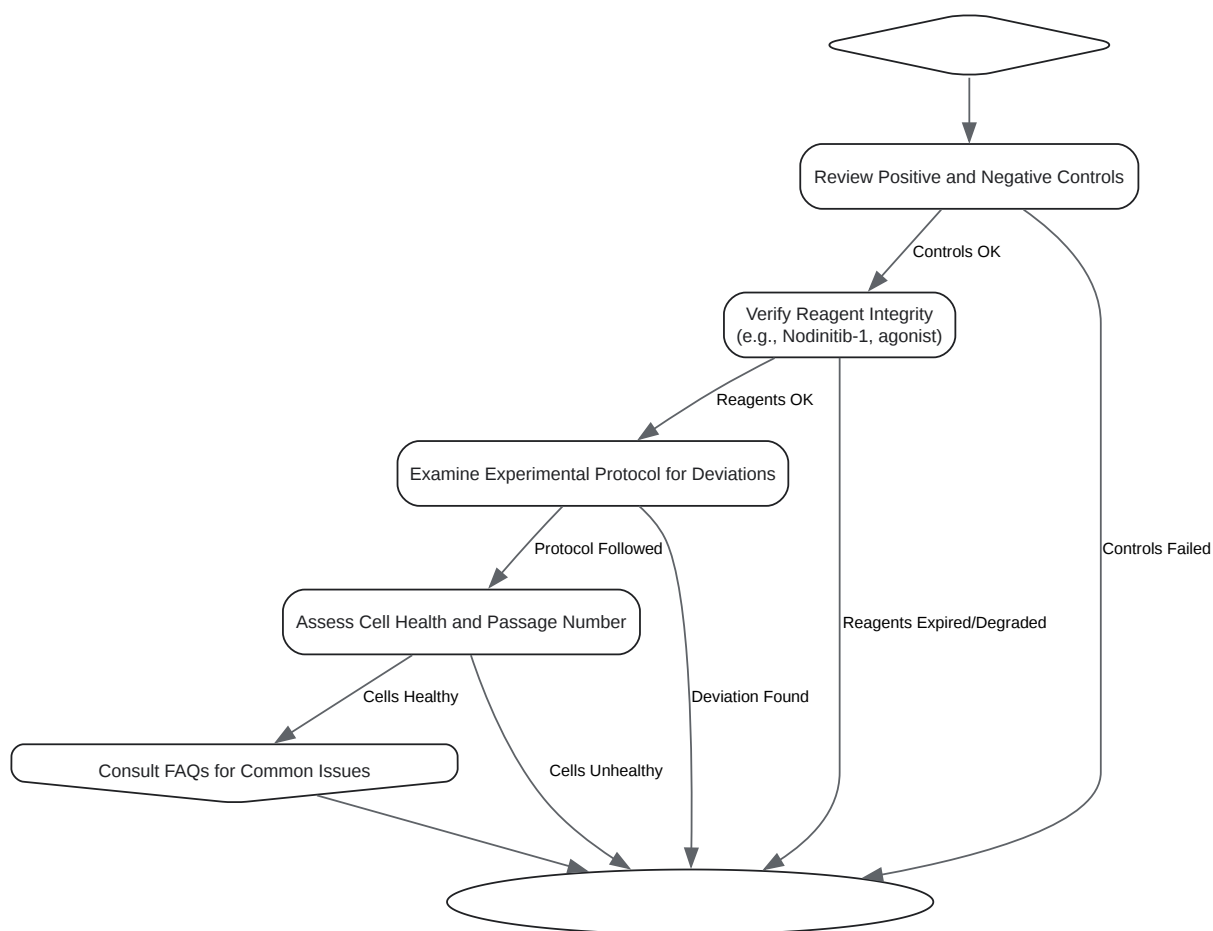 Review Positive and Negative Controls
Controls OK
Verify Reagent Integrity
(e.g., Nodinitib-1, agonist)
Reagents OK
Examine Experimental Protocol for Deviations
Protocol Followed
Controls Failed
Assess Cell Health and Passage Number
Reagents Expired/Degraded
Cells Healthy
Deviation Found
Consult FAQs for Common Issues
Cells Unhealthy